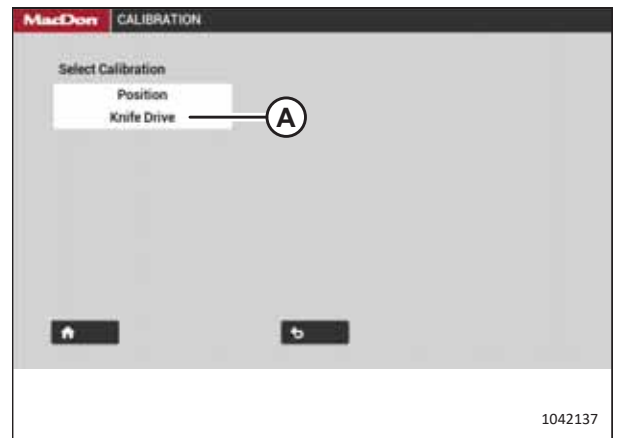 MacDon CALIBRATION
Select Calibration
Position
Knife Drive
A
1042137